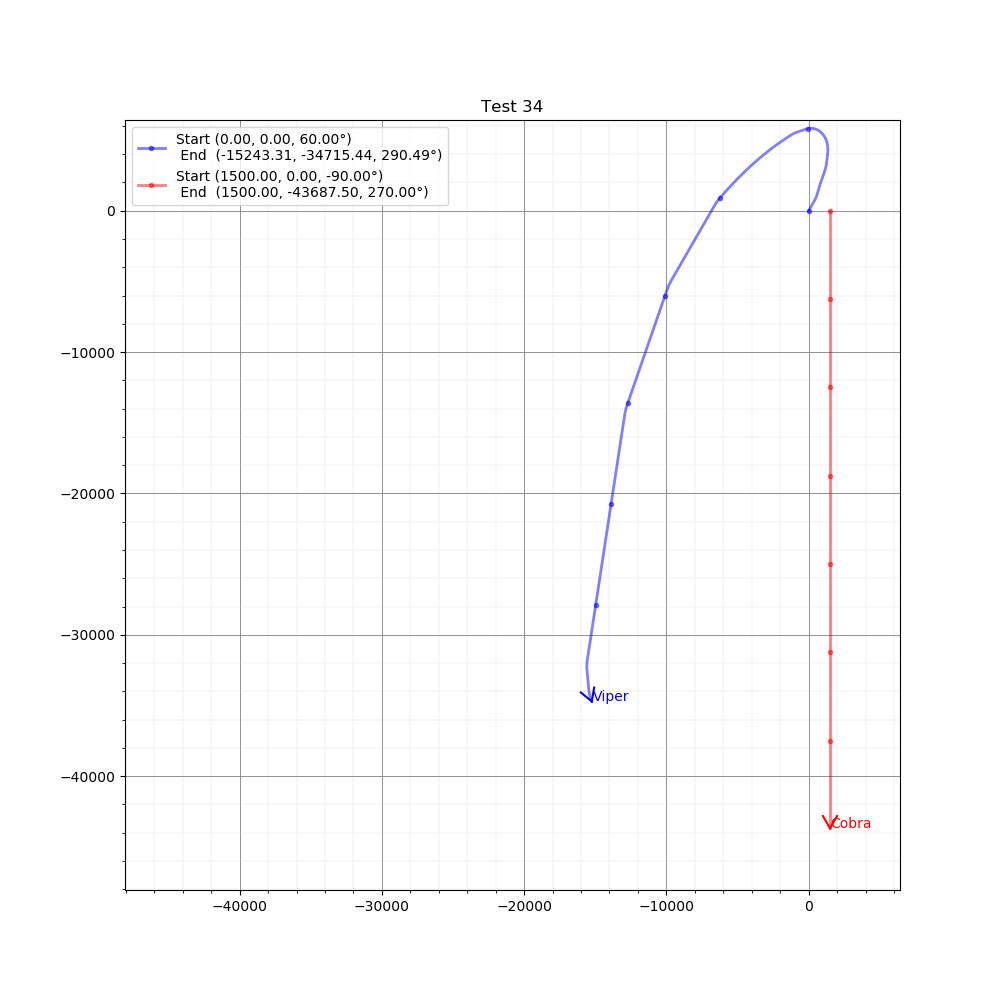 Test 34
Start (0.00, 0.00, 60.00°)
End (-15243.31, -34715.44, 290.49°)
Start (1500.00, 0.00, -90.00°)
End (1500.00, -43687.50, 270.00°)
0
−10000
−20000
−30000
−40000
Viper
Cobra
−40000 −30000 −20000 −10000 0